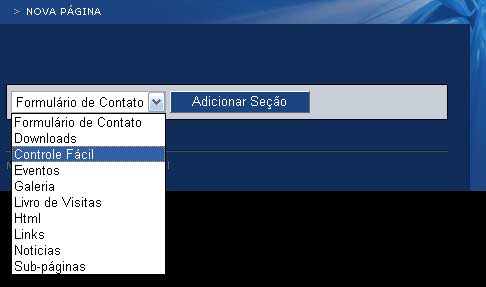 > NOVA PÁGINA
Formulário de Contato Adicionar Seção
Formulário de Contato
Downloads
Controle Fácil
Eventos
Galeria
Livro de Visitas
Html
Links
Noticias
Sub-páginas